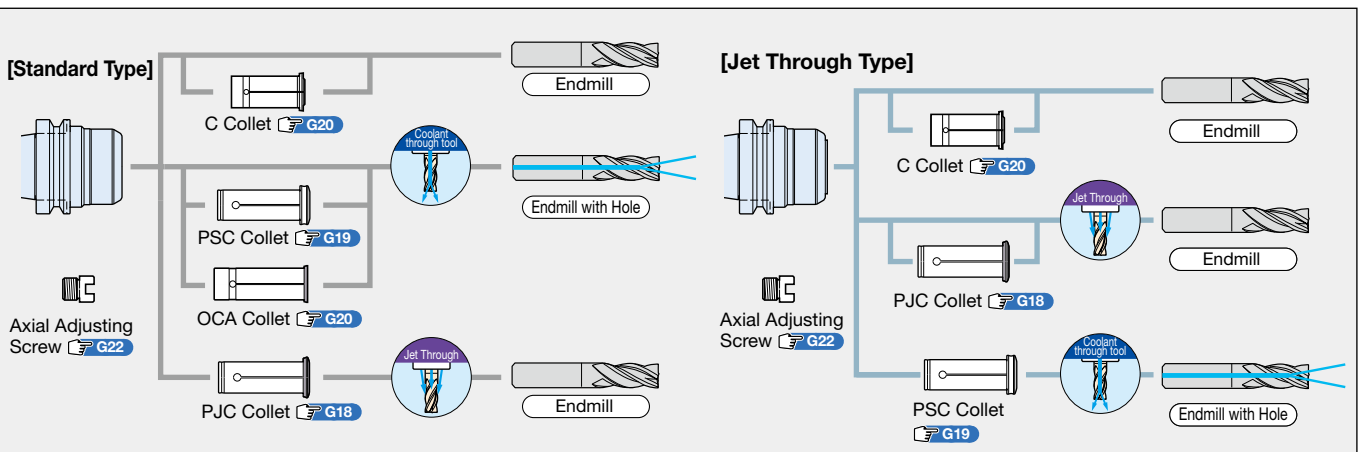 [Standard Type]
Endmill
C Collet G20
Coolant
through tool
Endmill with Hole
PSC Collet G19
OCA Collet G20
Axial Adjusting
Screw G22
Jet Through
PJC Collet G18
Endmill
[Jet Through Type]
Endmill
C Collet G20
Jet Through
Endmill
PJC Collet G18
Axial Adjusting
Screw G22
Coolant
through tool
PSC Collet
G19
Endmill with Hole